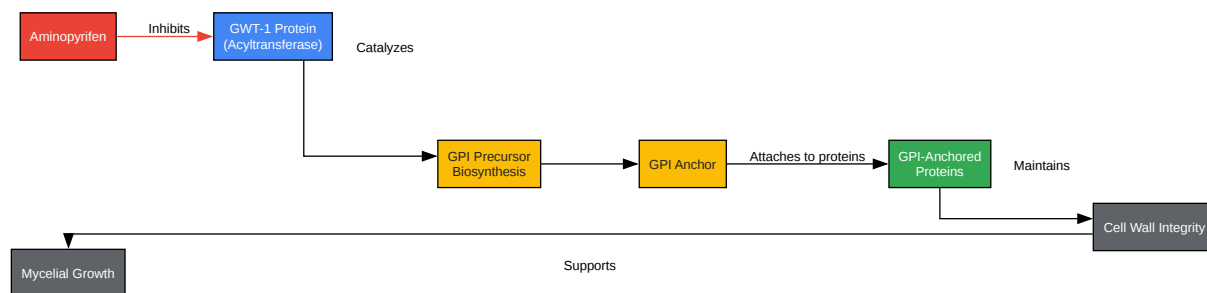 Aminopyrifen
Inhibits
GWT-1 Protein
(Acyltransferase)
Catalyzes
GPI Precursor
Biosynthesis
GPI Anchor
Attaches to proteins
GPI-Anchored
Proteins
Maintains
Cell Wall Integrity
Supports
Mycelial Growth